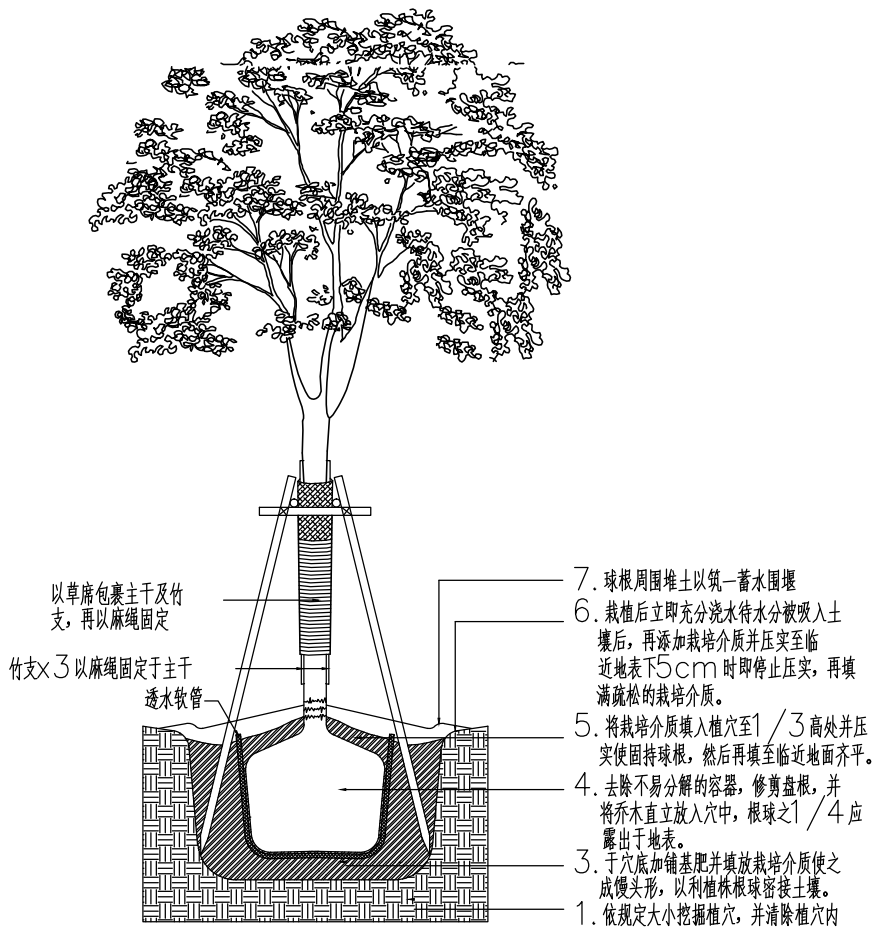 以草席包裹主干及竹
支，再以麻绳固定
竹支x3以麻绳固定于主干
透水软管
7. 球根周围堆土以筑一蓄水围堰
6. 栽植后立即充分浇水待水分被吸入土
壤后，再添加栽培介质并压实至临
近地表下5cm时即停止压实，再填
满疏松的栽培介质。
5. 将栽培介质填入植穴至1/3高处并压
实使固持球根，然后再填至临近地面齐平。
4. 去除不易分解的容器，修剪盘根，并
将乔木直立放入穴中，根球之1/4应
露出于地表。
3. 于穴底加铺基肥并填放栽培介质使之
成馒头形，以利植株根球密接土壤。
1. 依规定大小挖掘植穴，并清除植穴内